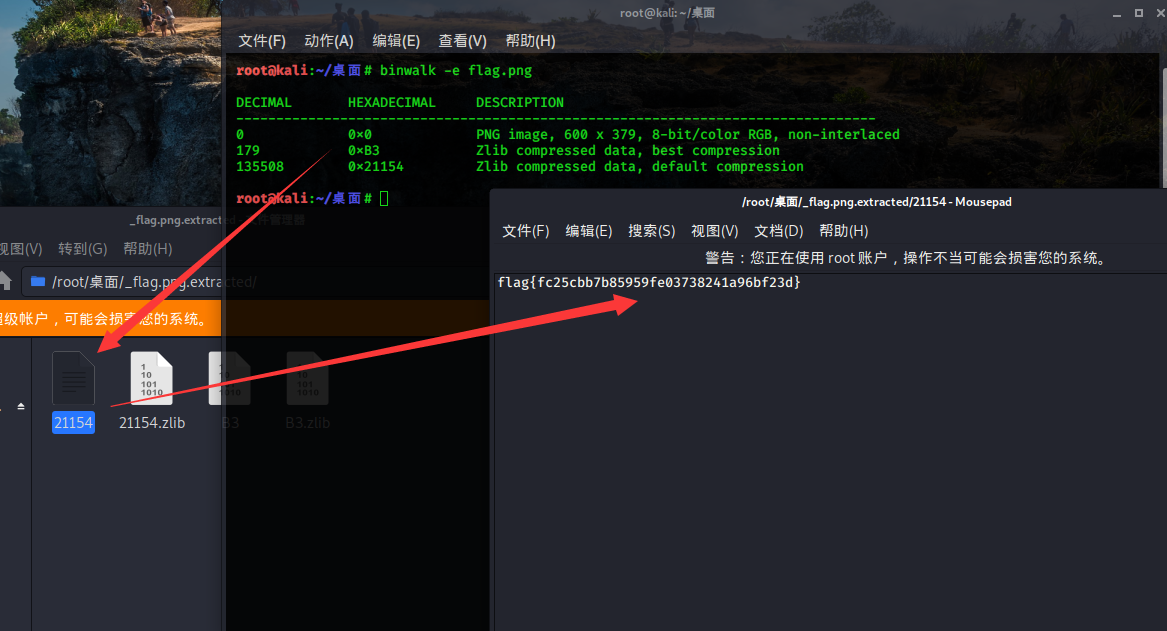 root@kali: ~/桌面
文件(F) 动作(A) 编辑(E) 查看(V) 帮助(H)
root@kali:~/桌面# binwalk -e flag.png
DECIMAL HEXADECIMAL DESCRIPTION
--------------------------------------------------------------------------------
0 0×0 PNG image, 600 x 379, 8-bit/color RGB, non-interlaced
179 0×B3 Zlib compressed data, best compression
135508 0×21154 Zlib compressed data, default compression
root@kali:~/桌面#
_flag.png.extracted - 文件管理器
视图(V) 转到(G) 帮助(H)
/root/桌面/_flag.png.extracted/
超级帐户，可能会损害您的系统。
21154 21154.zlib B3 B3.zlib
/root/桌面/_flag.png.extracted/21154 - Mousepad
文件(F) 编辑(E) 搜索(S) 视图(V) 文档(D) 帮助(H)
警告：您正在使用 root 账户，操作不当可能会损害您的系统。
flag{fc25cbb7b85959fe03738241a96bf23d}